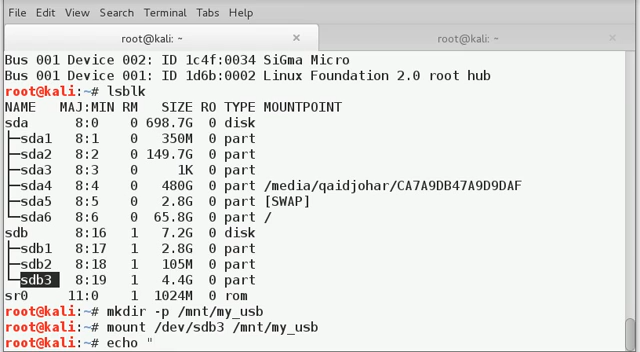 File Edit View Search Terminal Tabs Help
root@kali: ~ × root@kali: ~ ×
Bus 001 Device 002: ID 1c4f:0034 SiGma Micro
Bus 001 Device 001: ID 1d6b:0002 Linux Foundation 2.0 root hub
root@kali:~# lsblk
NAME   MAJ:MIN RM   SIZE RO TYPE MOUNTPOINT
sda      8:0    0 698.7G  0 disk
├─sda1   8:1    0   350M  0 part
├─sda2   8:2    0 149.7G  0 part
├─sda3   8:3    0     1K  0 part
├─sda4   8:4    0   480G  0 part /media/qaidjohar/CA7A9DB47A9D9DAF
├─sda5   8:5    0   2.8G  0 part [SWAP]
└─sda6   8:6    0  65.8G  0 part /
sdb      8:16   1   7.2G  0 disk
├─sdb1   8:17   1   2.8G  0 part
├─sdb2   8:18   1   105M  0 part
└─sdb3   8:19   1   4.4G  0 part
sr0     11:0    1  1024M  0 rom
root@kali:~# mkdir -p /mnt/my_usb
root@kali:~# mount /dev/sdb3 /mnt/my_usb
root@kali:~# echo "